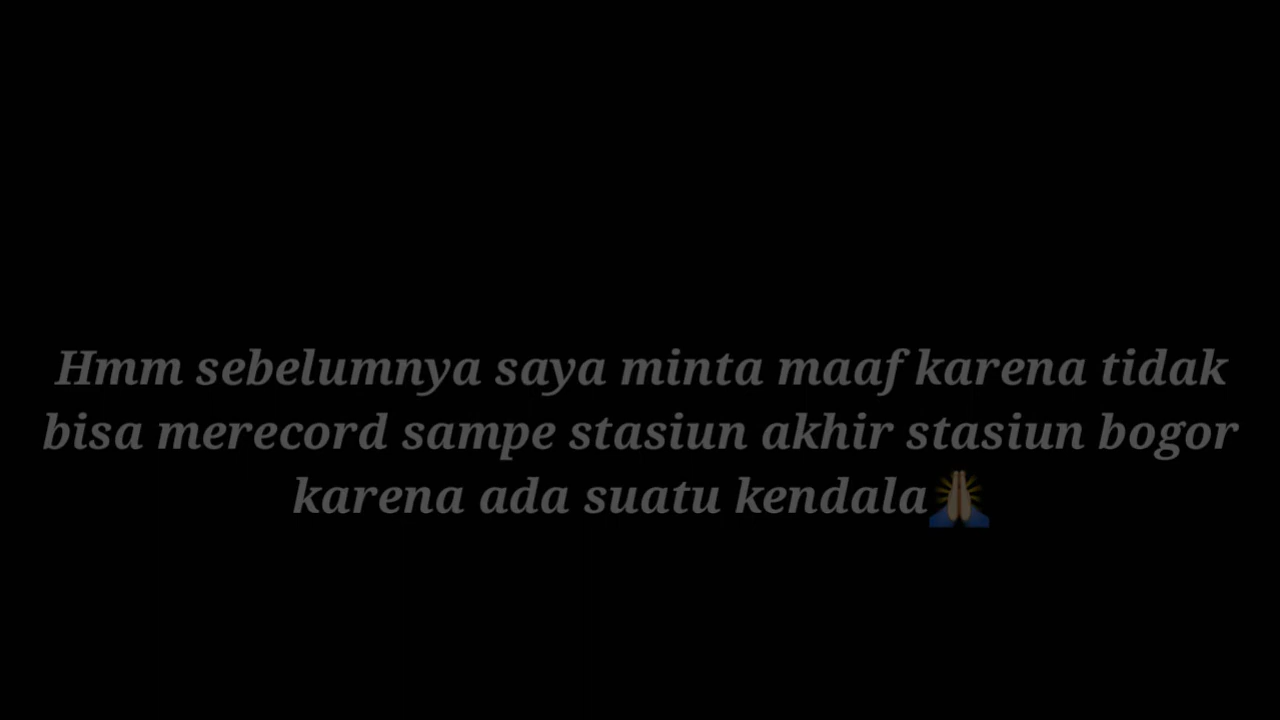 Hmm sebelumnya saya minta maaf karena tidak
bisa merecord sampe stasiun akhir stasiun bogor
karena ada suatu kendala🙏